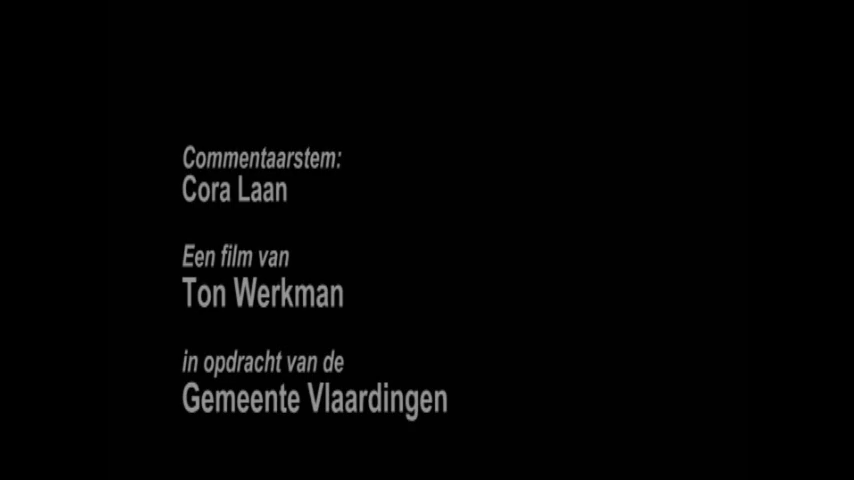 Commentaarstem:
Cora Laan
Een film van
Ton Werkman
in opdracht van de
Gemeente Vlaardingen